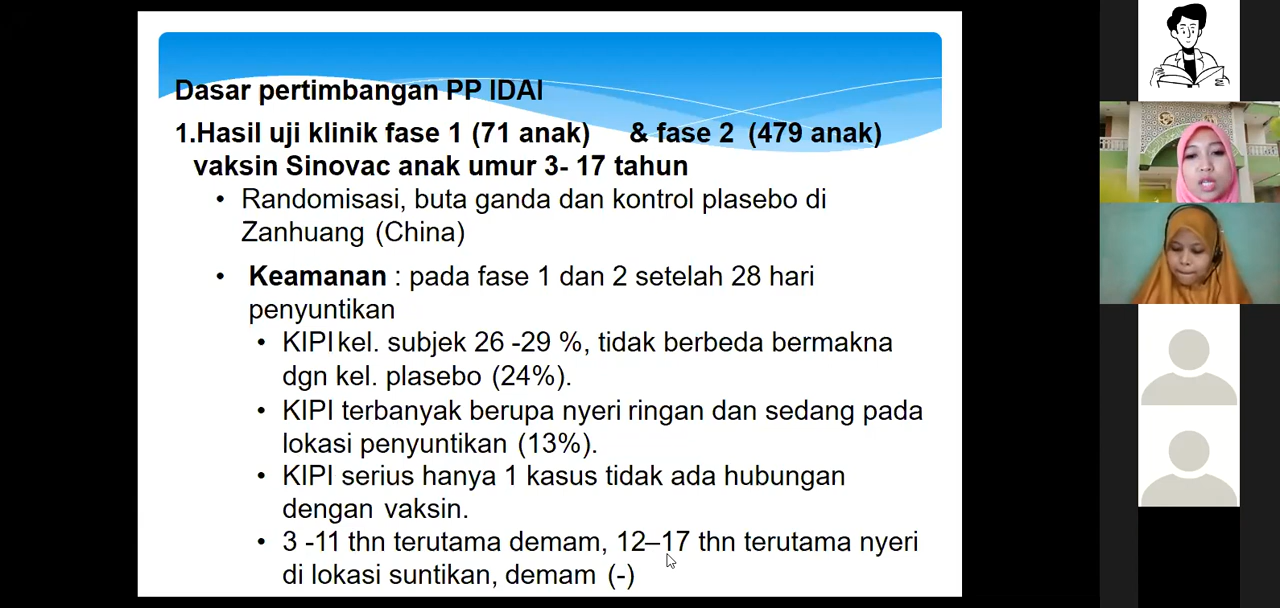 Dasar pertimbangan PP IDAI
1.Hasil uji klinik fase 1 (71 anak) & fase 2 (479 anak)
vaksin Sinovac anak umur 3- 17 tahun
• Randomisasi, buta ganda dan kontrol plasebo di
Zanhuang (China)
• Keamanan : pada fase 1 dan 2 setelah 28 hari
penyuntikan
• KIPI kel. subjek 26 -29 %, tidak berbeda bermakna
dgn kel. plasebo (24%).
• KIPI terbanyak berupa nyeri ringan dan sedang pada
lokasi penyuntikan (13%).
• KIPI serius hanya 1 kasus tidak ada hubungan
dengan vaksin.
• 3 -11 thn terutama demam, 12–17 thn terutama nyeri
di lokasi suntikan, demam (-)